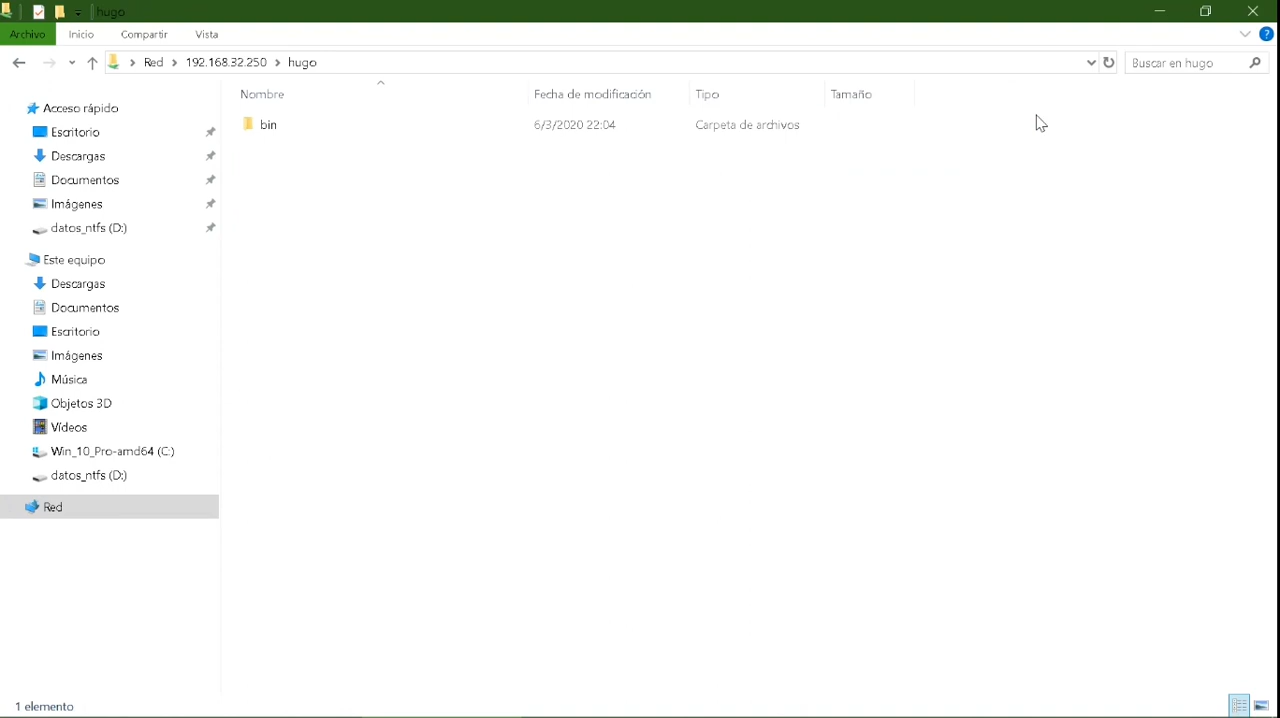 hugo
Archivo Inicio Compartir Vista
Red 192.168.32.250 hugo Buscar en hugo
Nombre Fecha de modificación Tipo Tamaño
bin 6/3/2020 22:04 Carpeta de archivos
Acceso rápido
Escritorio
Descargas
Documentos
Imágenes
datos_ntfs (D:)
Este equipo
Descargas
Documentos
Escritorio
Imágenes
Música
Objetos 3D
Vídeos
Win_10_Pro-amd64 (C:)
datos_ntfs (D:)
Red
1 elemento